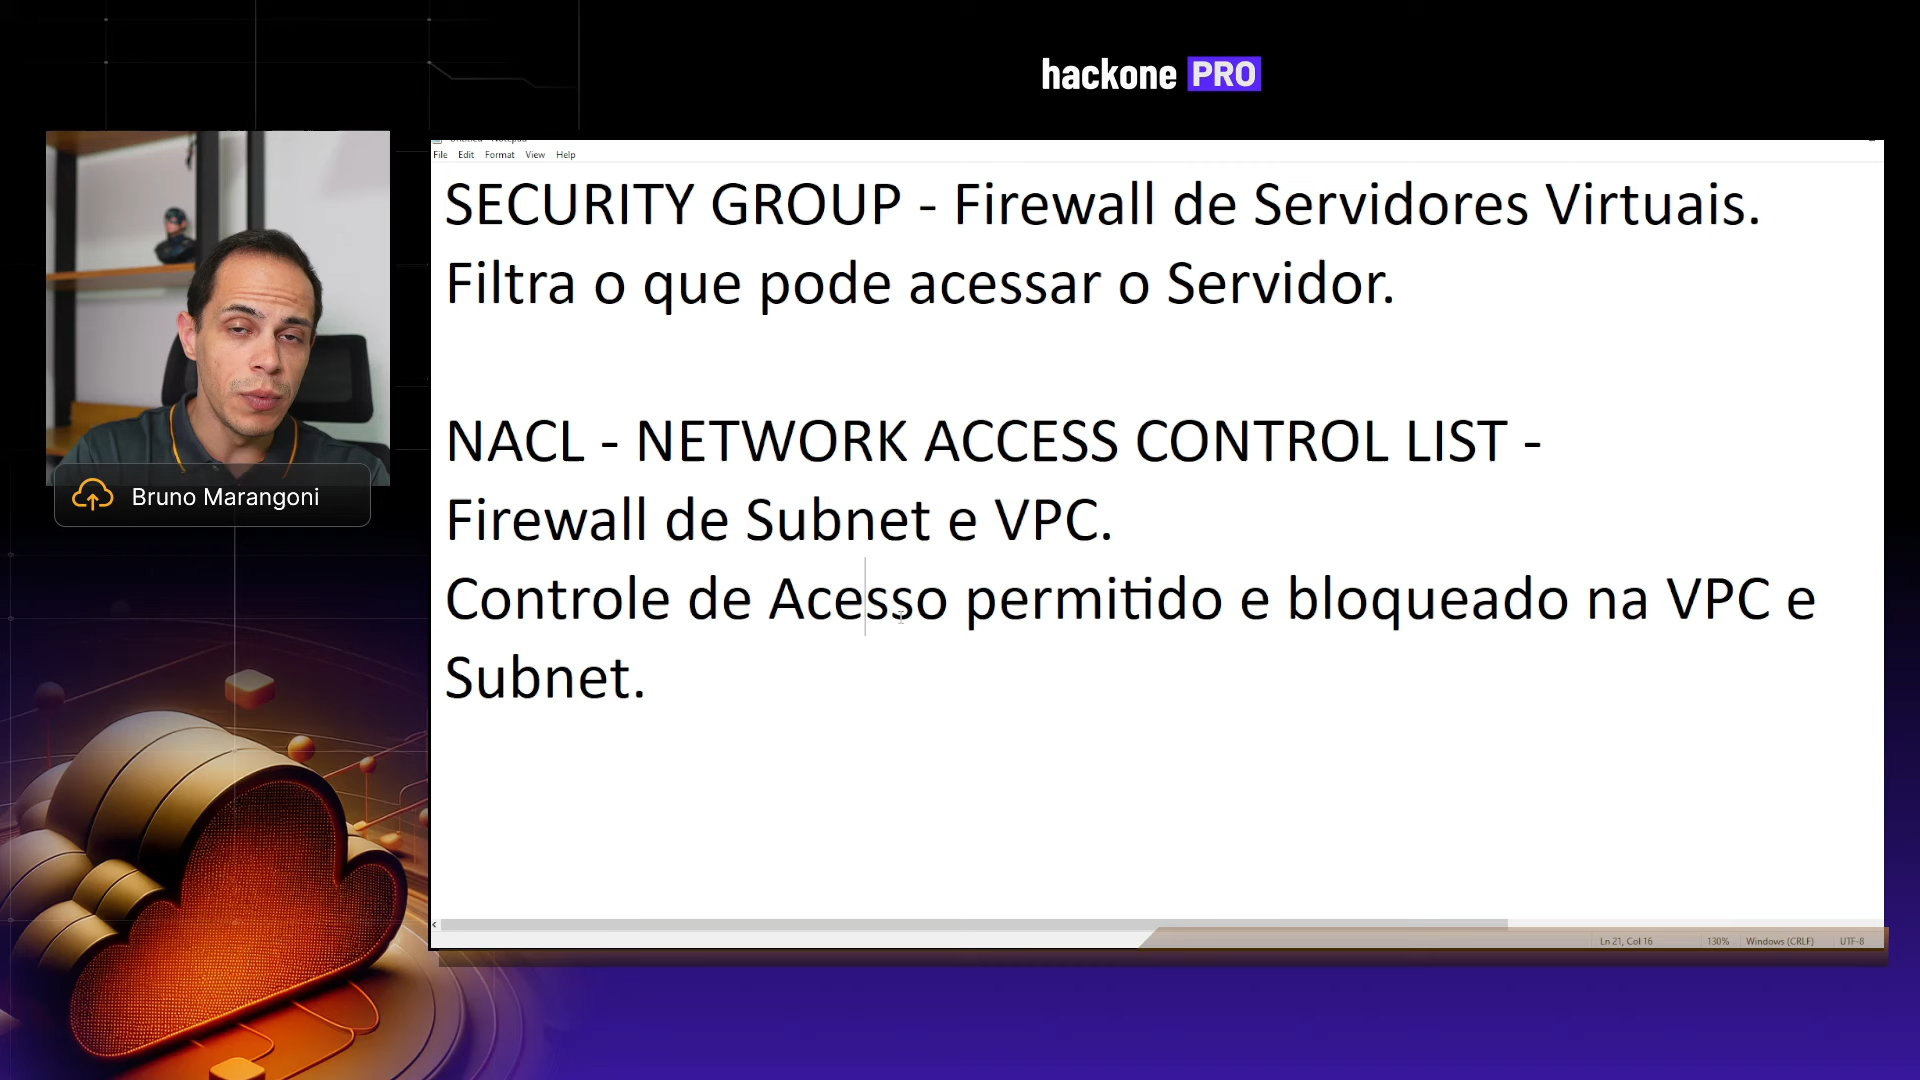 hackone PRO
File Edit Format View Help
SECURITY GROUP - Firewall de Servidores Virtuais.
Filtra o que pode acessar o Servidor.
NACL - NETWORK ACCESS CONTROL LIST -
Firewall de Subnet e VPC.
Controle de Acesso permitido e bloqueado na VPC e
Subnet.
Bruno Marangoni
Ln 21, Col 16 130% Windows (CRLF) UTF-8